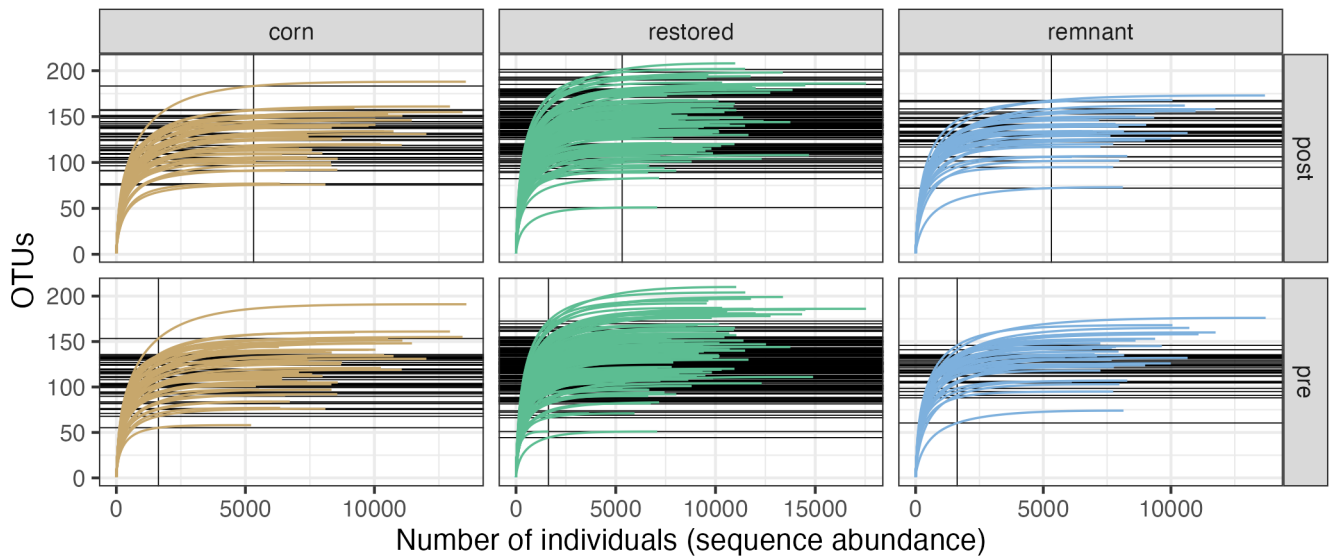 corn restored remnant
OTUs
200
150
100
50
0
post
200
150
100
50
0
pre
0 5000 10000 0 5000 10000 15000 0 5000 10000
Number of individuals (sequence abundance)